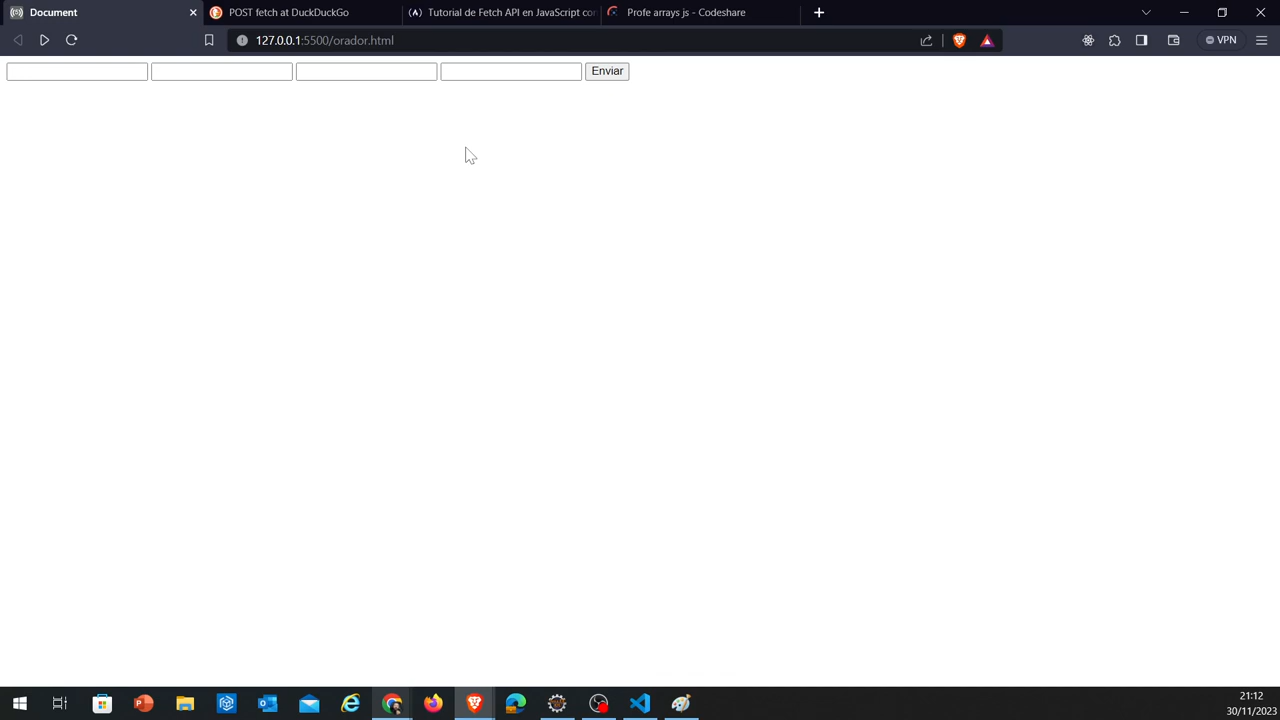 Document
POST fetch at DuckDuckGo
Tutorial de Fetch API en JavaScript con
Profe arrays js - Codeshare
127.0.0.1:5500/orador.html
VPN
Enviar
21:12
30/11/2023